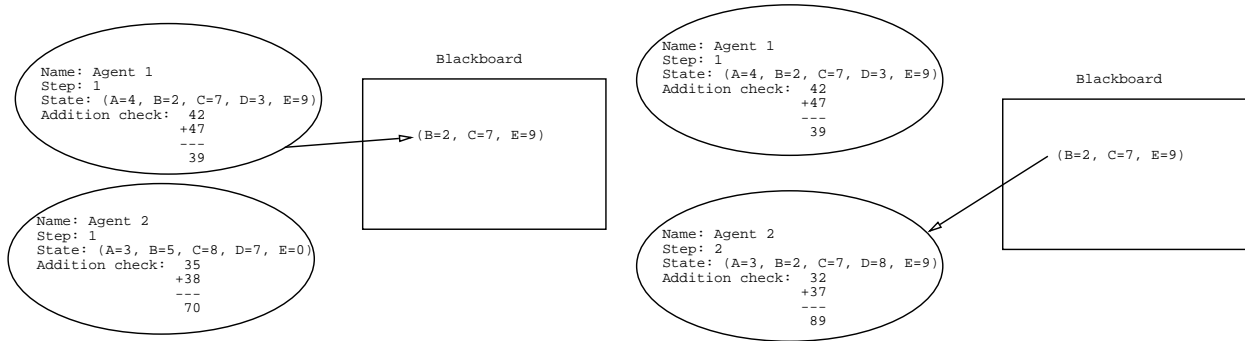 Name: Agent 1
Step: 1
State: (A=4, B=2, C=7, D=3, E=9)
Addition check:  42
+47
---
39
Name: Agent 2
Step: 1
State: (A=3, B=5, C=8, D=7, E=0)
Addition check:  35
+38
---
70
Blackboard
(B=2, C=7, E=9)
Name: Agent 1
Step: 1
State: (A=4, B=2, C=7, D=3, E=9)
Addition check:  42
+47
---
39
Name: Agent 2
Step: 2
State: (A=3, B=2, C=7, D=8, E=9)
Addition check:  32
+37
---
89
Blackboard
(B=2, C=7, E=9)